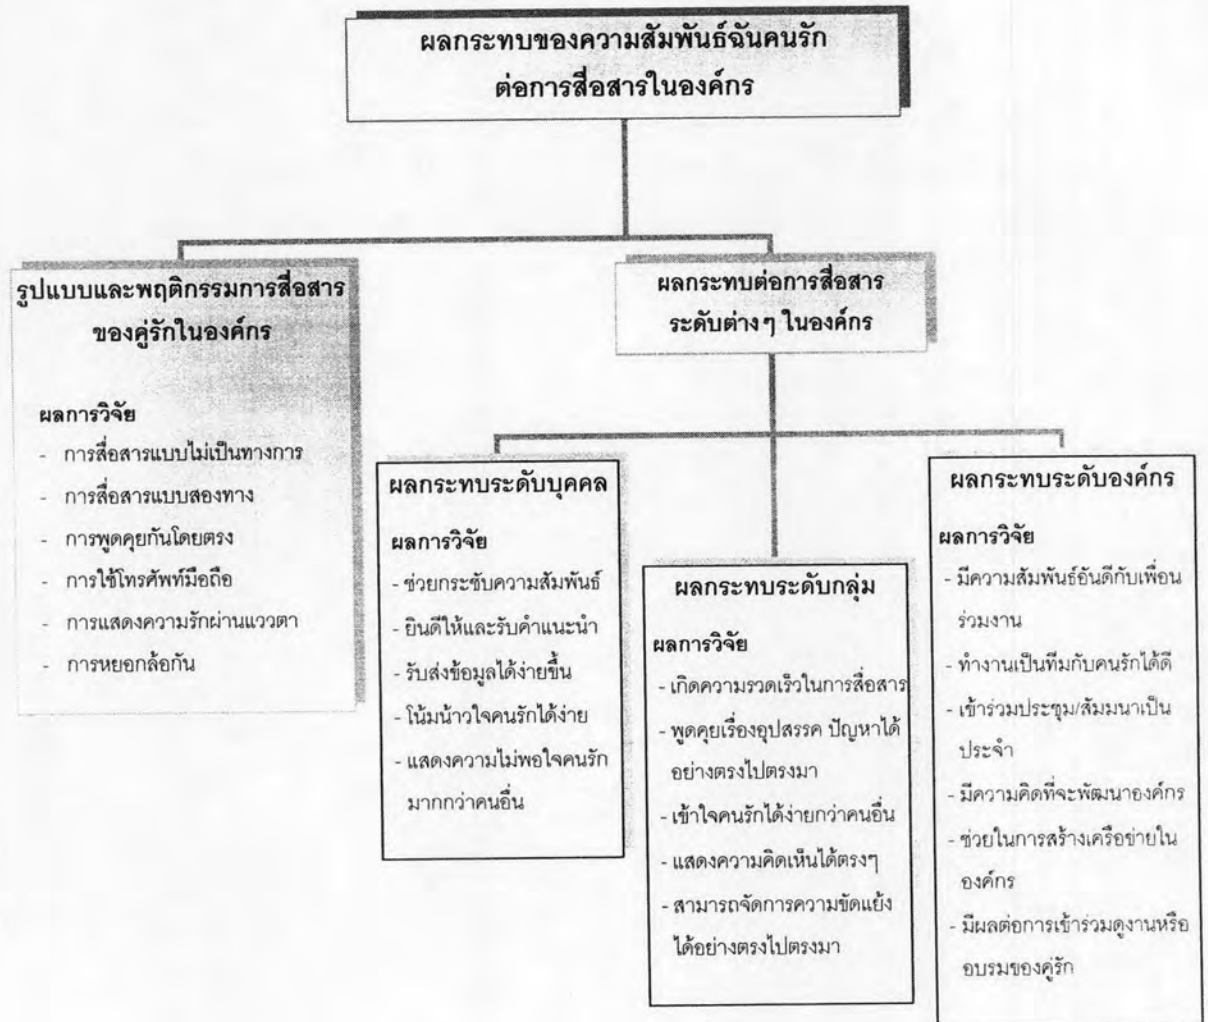 ผลกระทบของความสัมพันธ์ฉันคนรัก
ต่อการสื่อสารในองค์กร
รูปแบบและพฤติกรรมการสื่อสาร
ของคู่รักในองค์กร
ผลการวิจัย
- การสื่อสารแบบไม่เป็นทางการ
- การสื่อสารแบบสองทาง
- การพูดคุยกันโดยตรง
- การใช้โทรศัพท์มือถือ
- การแสดงความรักผ่านแววตา
- การหยอกล้อกัน
ผลกระทบต่อการสื่อสาร
ระดับต่างๆ ในองค์กร
ผลกระทบระดับบุคคล
ผลการวิจัย
- ช่วยกระชับความสัมพันธ์
- ยินดีให้และรับคำแนะนำ
- รับส่งข้อมูลได้ง่ายขึ้น
- โน้มน้าวใจคนรักได้ง่าย
- แสดงความไม่พอใจคนรัก
มากกว่าคนอื่น
ผลกระทบระดับกลุ่ม
ผลการวิจัย
- เกิดความรวดเร็วในการสื่อสาร
- พูดคุยเรื่องอุปสรรค ปัญหาได้
อย่างตรงไปตรงมา
- เข้าใจคนรักได้ง่ายกว่าคนอื่น
- แสดงความคิดเห็นได้ตรงๆ
- สามารถจัดการความขัดแย้ง
ได้อย่างตรงไปตรงมา
ผลกระทบระดับองค์กร
ผลการวิจัย
- มีความสัมพันธ์อันดีกับเพื่อน
ร่วมงาน
- ทำงานเป็นทีมกับคนรักได้ดี
- เข้าร่วมประชุม/สัมมนาเป็น
ประจำ
- มีความคิดที่จะพัฒนาองค์กร
- ช่วยในการสร้างเครือข่ายใน
องค์กร
- มีผลต่อการเข้าร่วมดูงานหรือ
อบรมของคู่รัก